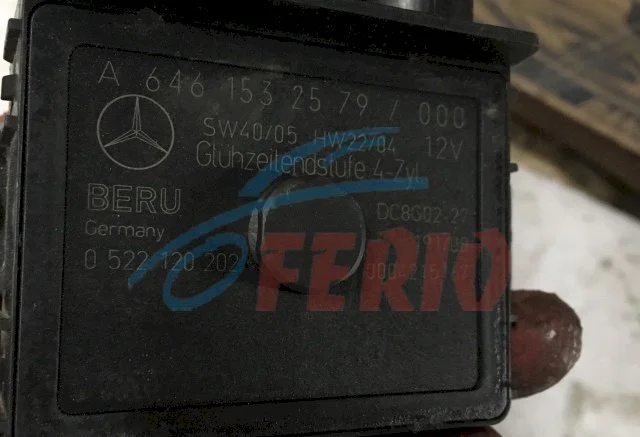 A 646 153 25 79 / 000
SW40/05 HW22/04 12V
Glühzeitendstufe 4-Zyl.
BERU
DC8G02-22
Germany
0 522 120 202
FERIO